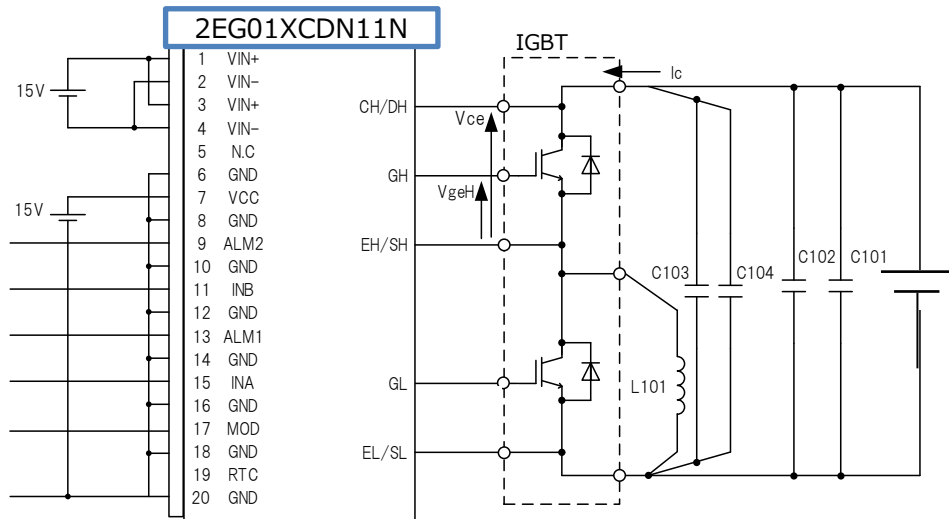 2EG01XCDN11N
IGBT
1 VIN+
2 VIN-
3 VIN+
4 VIN-
5 N.C
6 GND
7 VCC
8 GND
9 ALM2
10 GND
11 INB
12 GND
13 ALM1
14 GND
15 INA
16 GND
17 MOD
18 GND
19 RTC
20 GND
15V
15V
CH/DH
GH
EH/SH
GL
EL/SL
Vce
VgeH
Ic
L101
C103
C104
C102
C101